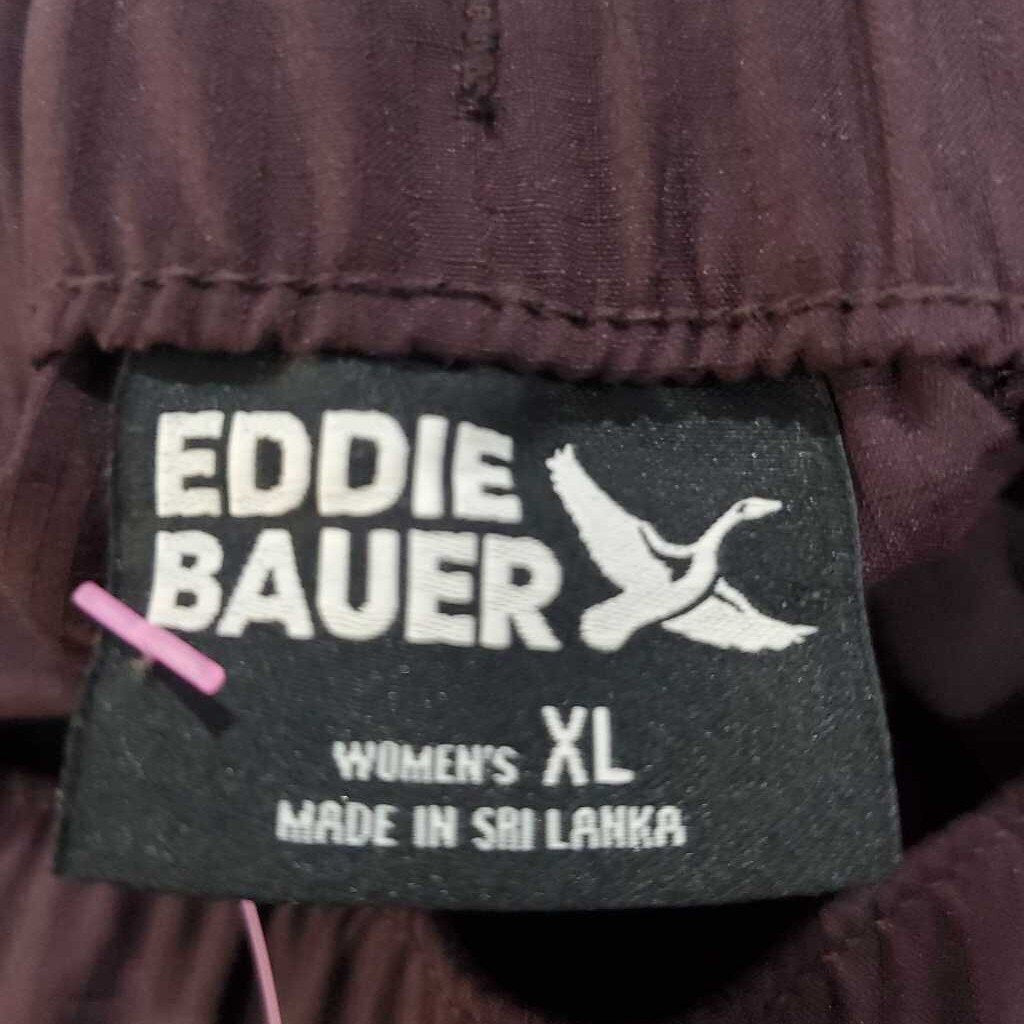 EDDIE
BAUER
WOMEN'S XL
MADE IN SRI LANKA